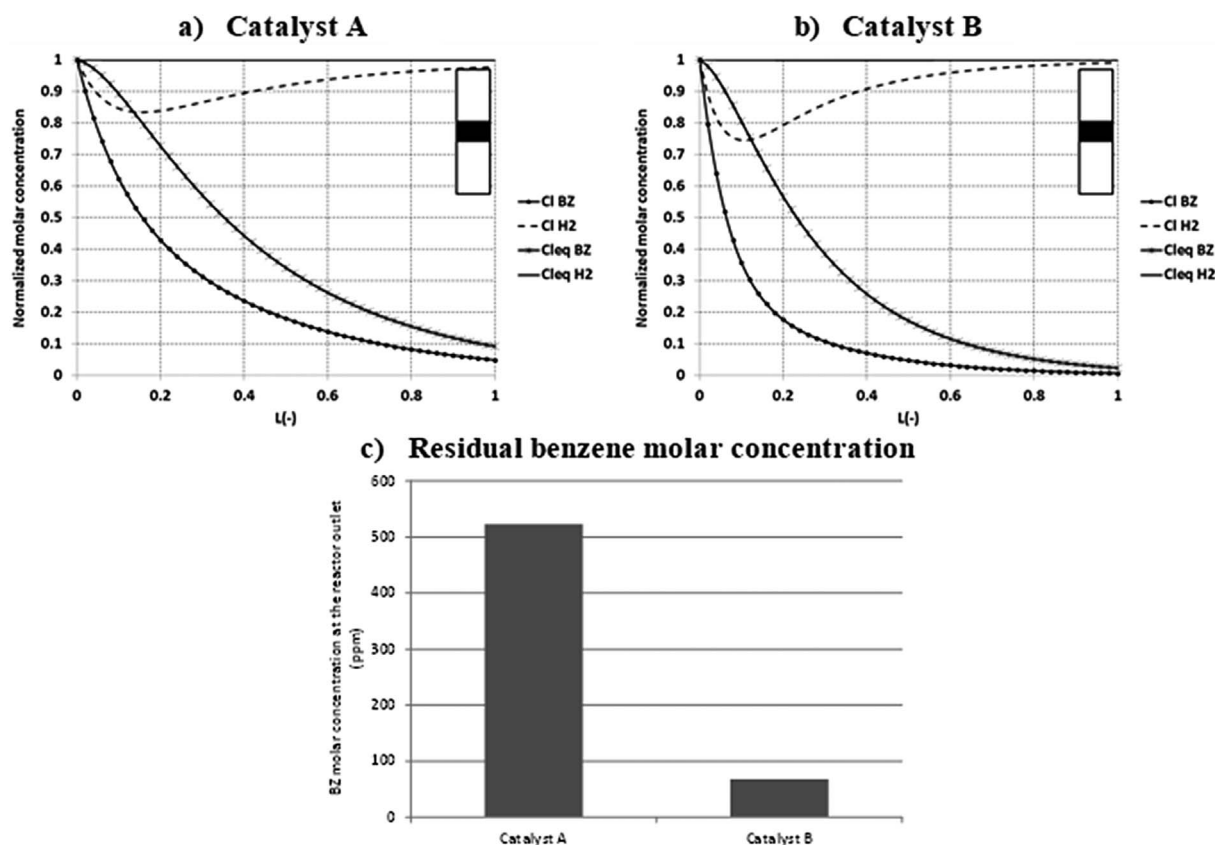 a) Catalyst A
Normalized molar concentration
1
0.9
0.8
0.7
0.6
0.5
0.4
0.3
0.2
0.1
0
0 0.2 0.4 0.6 0.8 1
L(-)
Cl BZ
Cl H2
Cleq BZ
Cleq H2
b) Catalyst B
Normalized molar concentration
1
0.9
0.8
0.7
0.6
0.5
0.4
0.3
0.2
0.1
0
0 0.2 0.4 0.6 0.8 1
L(-)
Cl BZ
Cl H2
Cleq BZ
Cleq H2
c) Residual benzene molar concentration
BZ molar concentration at the reactor outlet
(ppm)
600
500
400
300
200
100
0
Catalyst A Catalyst B